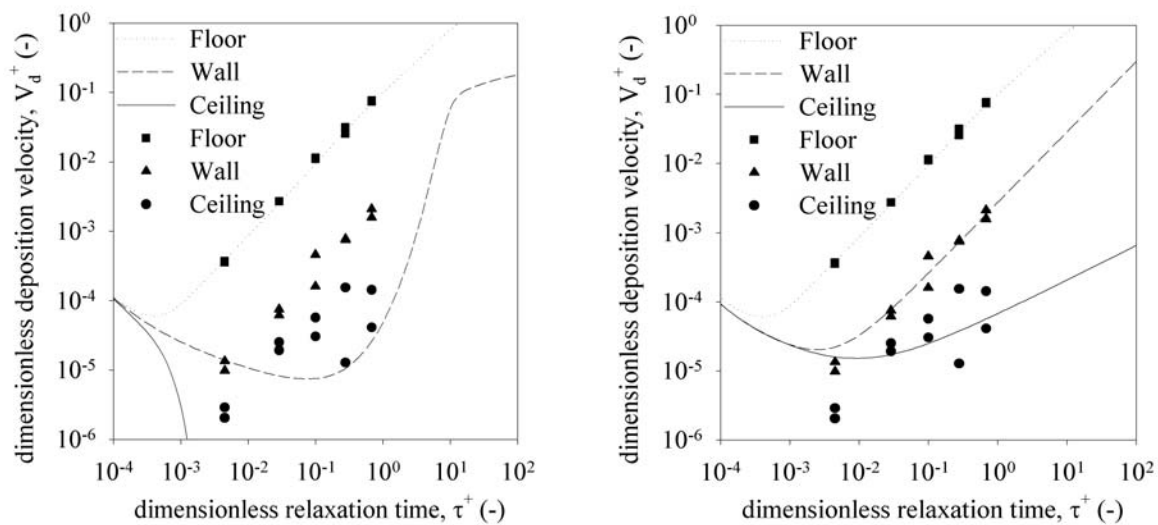 dimensionless deposition velocity, V_d^+ (-)
10^0
10^-1
10^-2
10^-3
10^-4
10^-5
10^-6
Floor
Wall
Ceiling
Floor
Wall
Ceiling
10^-4 10^-3 10^-2 10^-1 10^0 10^1 10^2
dimensionless relaxation time, τ^+ (-)
dimensionless deposition velocity, V_d^+ (-)
10^0
10^-1
10^-2
10^-3
10^-4
10^-5
10^-6
Floor
Wall
Ceiling
Floor
Wall
Ceiling
10^-4 10^-3 10^-2 10^-1 10^0 10^1 10^2
dimensionless relaxation time, τ^+ (-)